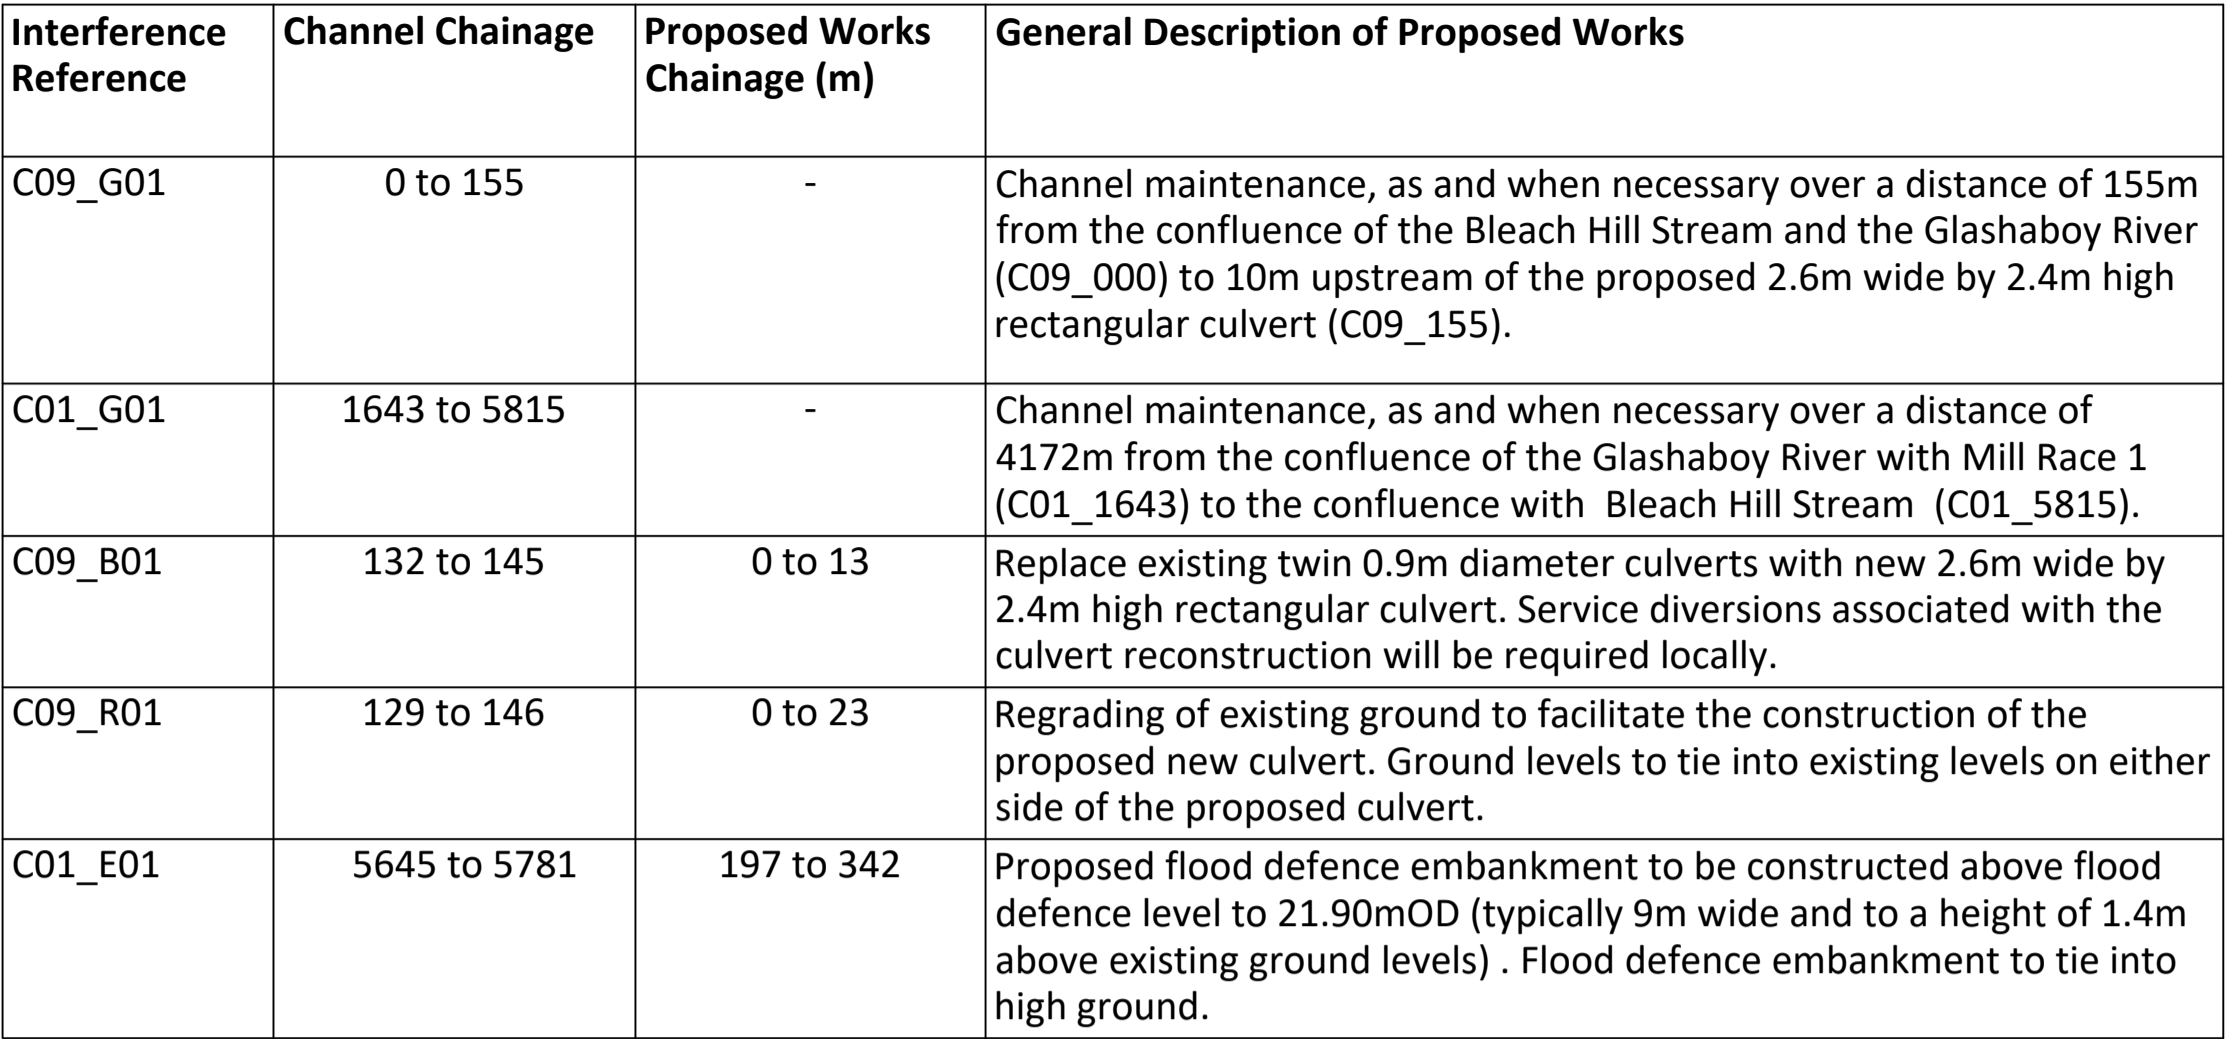 Interference Reference
Channel Chainage
Proposed Works Chainage (m)
General Description of Proposed Works
C09_G01
0 to 155
-
Channel maintenance, as and when necessary over a distance of 155m
from the confluence of the Bleach Hill Stream and the Glashaboy River
(C09_000) to 10m upstream of the proposed 2.6m wide by 2.4m high
rectangular culvert (C09_155).
C01_G01
1643 to 5815
-
Channel maintenance, as and when necessary over a distance of
4172m from the confluence of the Glashaboy River with Mill Race 1
(C01_1643) to the confluence with  Bleach Hill Stream  (C01_5815).
C09_B01
132 to 145
0 to 13
Replace existing twin 0.9m diameter culverts with new 2.6m wide by
2.4m high rectangular culvert. Service diversions associated with the
culvert reconstruction will be required locally.
C09_R01
129 to 146
0 to 23
Regrading of existing ground to facilitate the construction of the
proposed new culvert. Ground levels to tie into existing levels on either
side of the proposed culvert.
C01_E01
5645 to 5781
197 to 342
Proposed flood defence embankment to be constructed above flood
defence level to 21.90mOD (typically 9m wide and to a height of 1.4m
above existing ground levels) . Flood defence embankment to tie into
high ground.